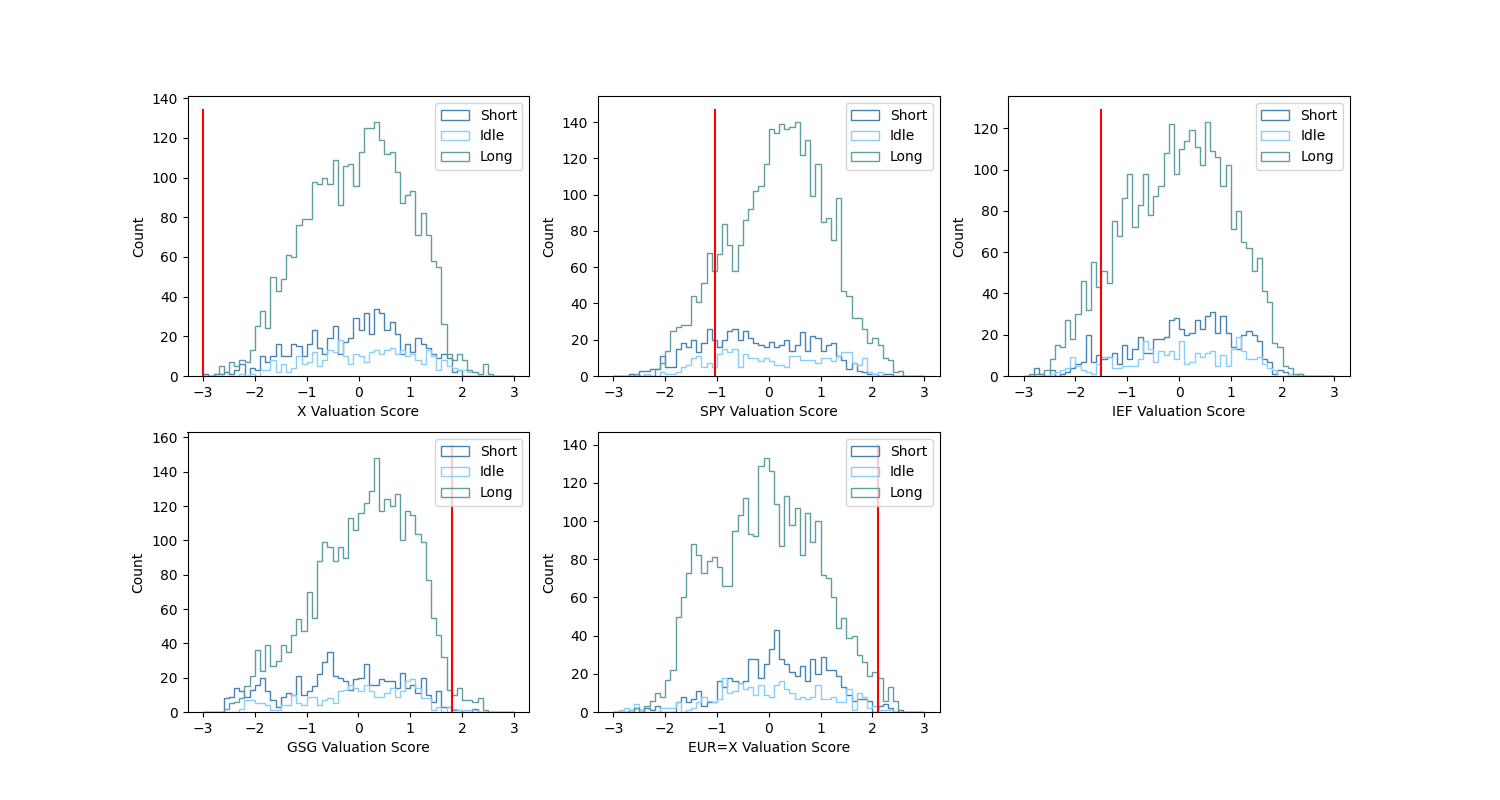 140
120
100
80
60
40
20
0
Count
−3 −2 −1 0 1 2 3
X Valuation Score
Short
Idle
Long
140
120
100
80
60
40
20
0
Count
−3 −2 −1 0 1 2 3
SPY Valuation Score
Short
Idle
Long
120
100
80
60
40
20
0
Count
−3 −2 −1 0 1 2 3
IEF Valuation Score
Short
Idle
Long
160
140
120
100
80
60
40
20
0
Count
−3 −2 −1 0 1 2 3
GSG Valuation Score
Short
Idle
Long
140
120
100
80
60
40
20
0
Count
−3 −2 −1 0 1 2 3
EUR=X Valuation Score
Short
Idle
Long